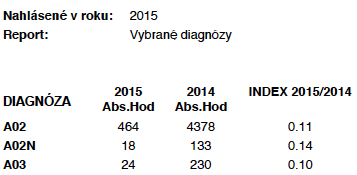 Nahlásené v roku: 2015
Report: Vybrané diagnózy
DIAGNÓZA 2015 Abs.Hod 2014 Abs.Hod INDEX 2015/2014
A02 464 4378 0.11
A02N 18 133 0.14
A03 24 230 0.10